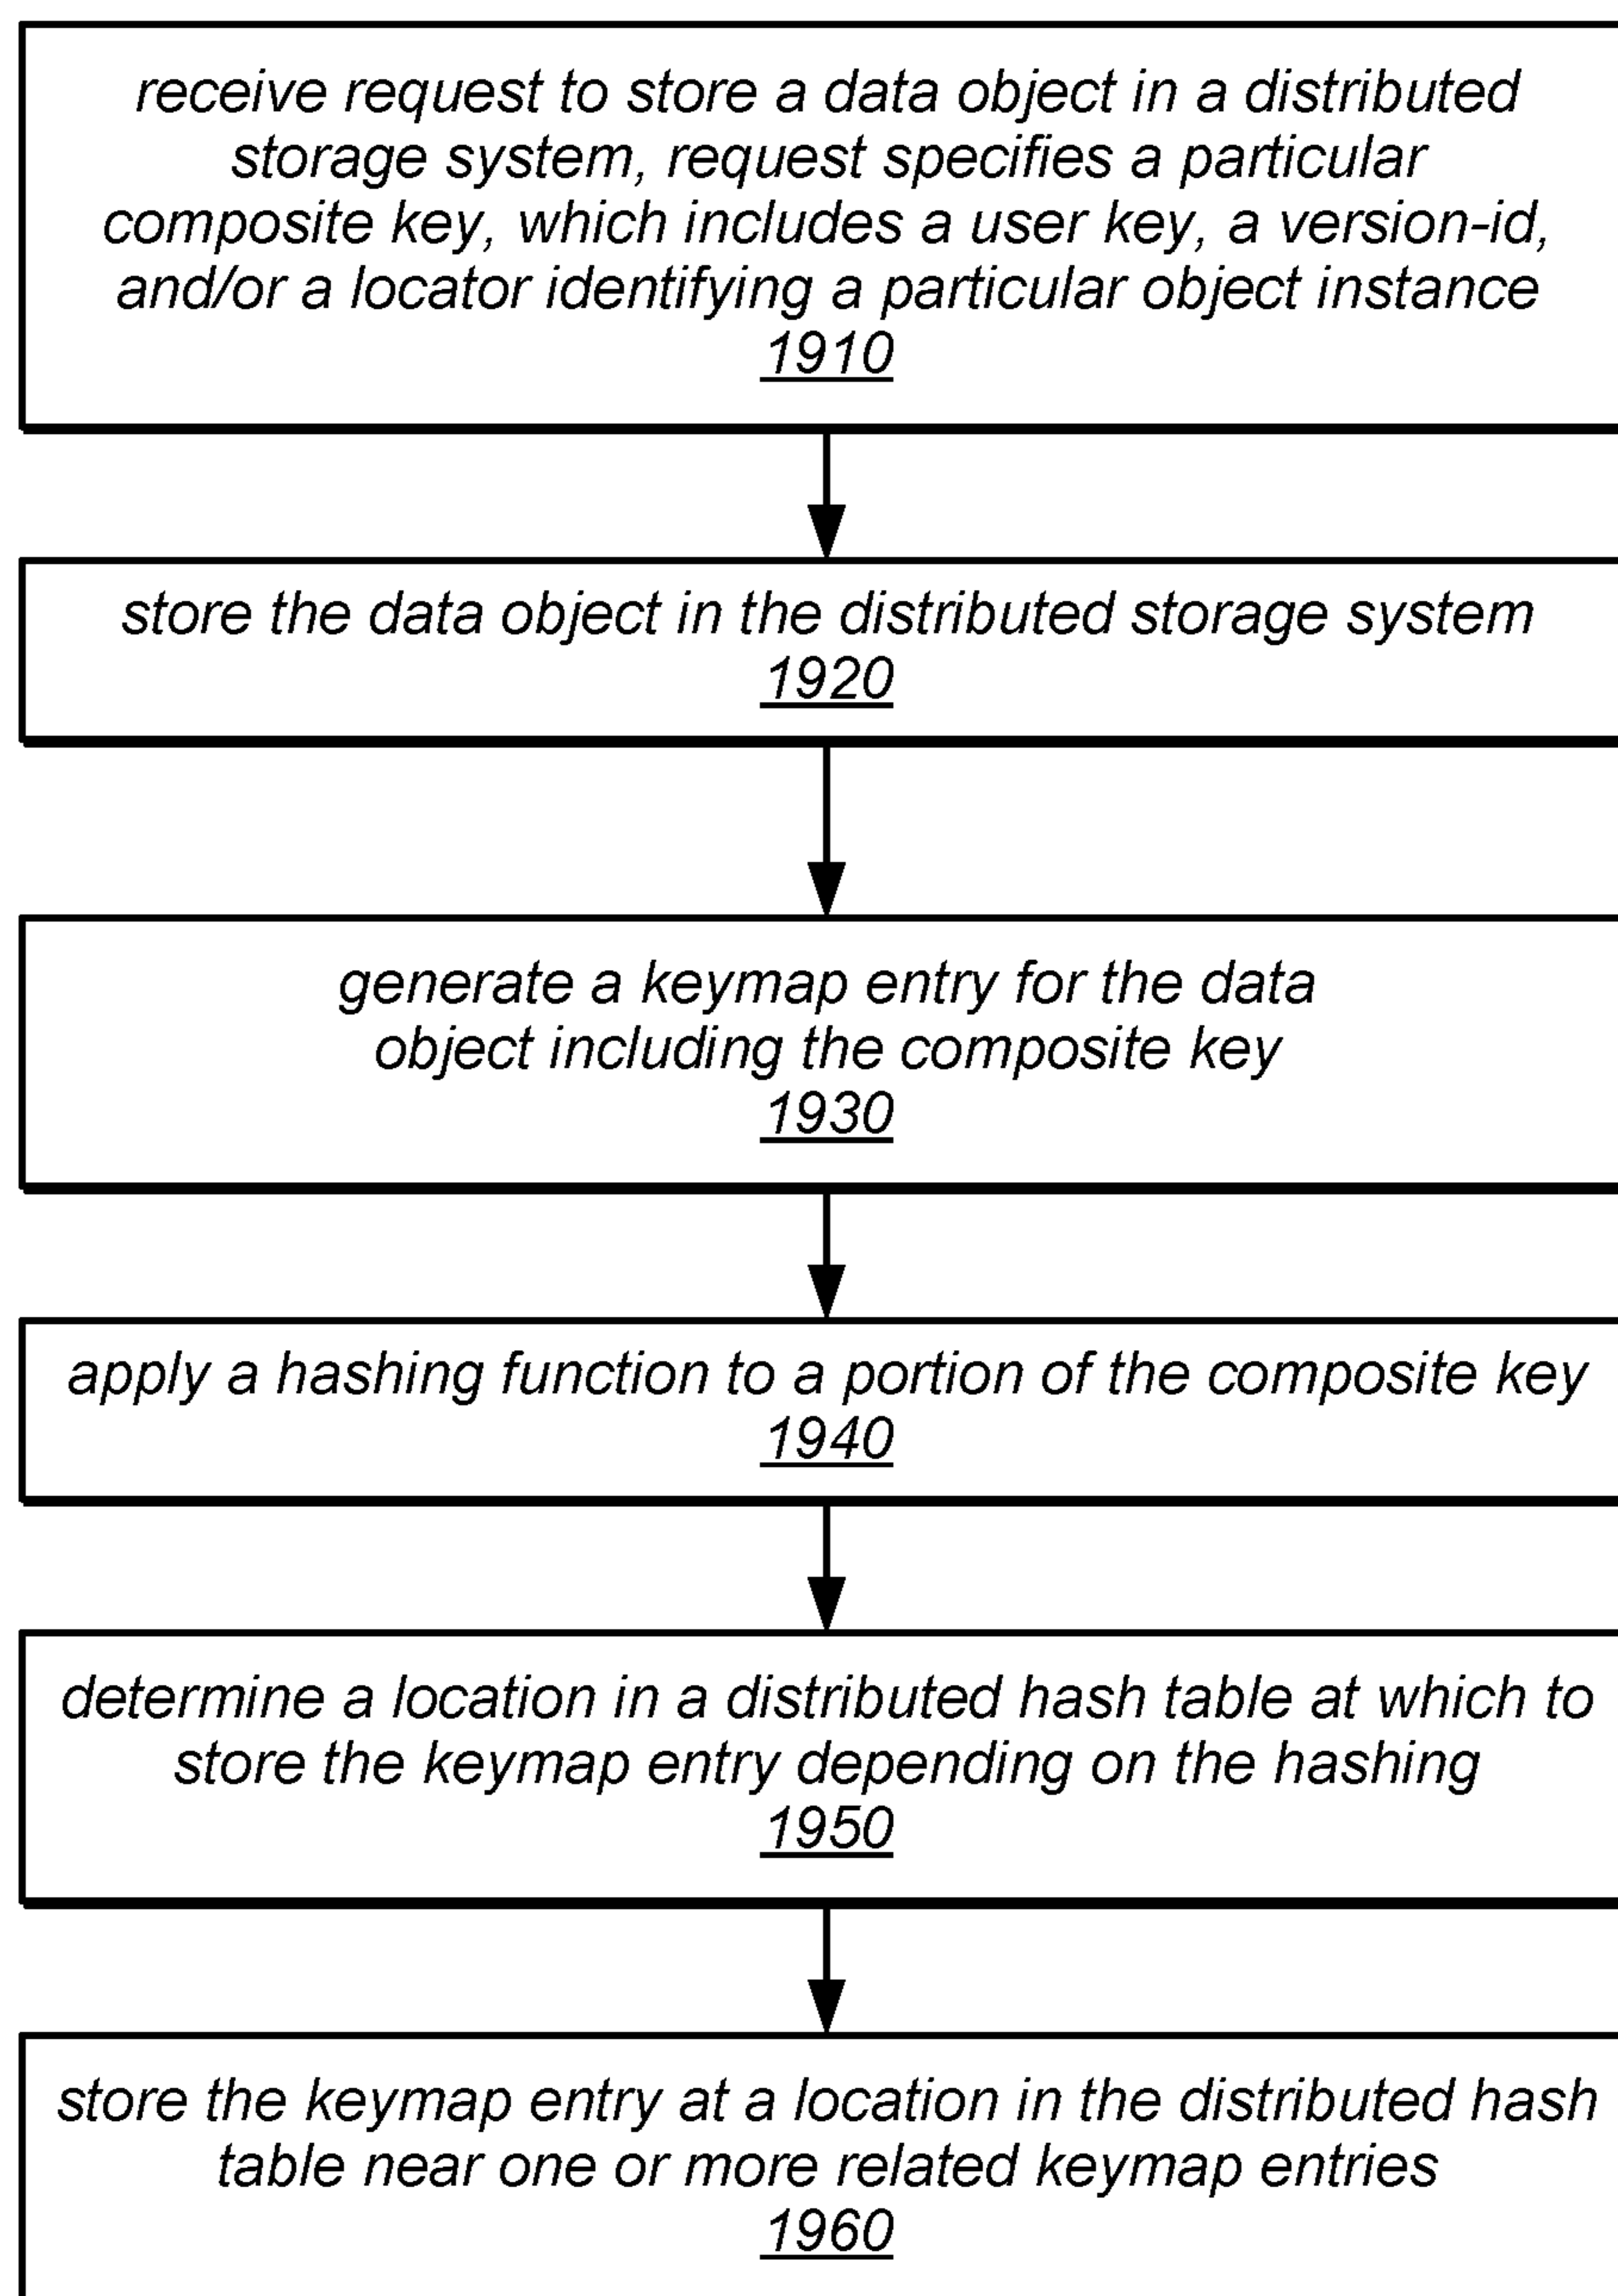 receive request to store a data object in a distributed
storage system, request specifies a particular
composite key, which includes a user key, a version-id,
and/or a locator identifying a particular object instance
1910
store the data object in the distributed storage system
1920
generate a keymap entry for the data
object including the composite key
1930
apply a hashing function to a portion of the composite key
1940
determine a location in a distributed hash table at which to
store the keymap entry depending on the hashing
1950
store the keymap entry at a location in the distributed hash
table near one or more related keymap entries
1960